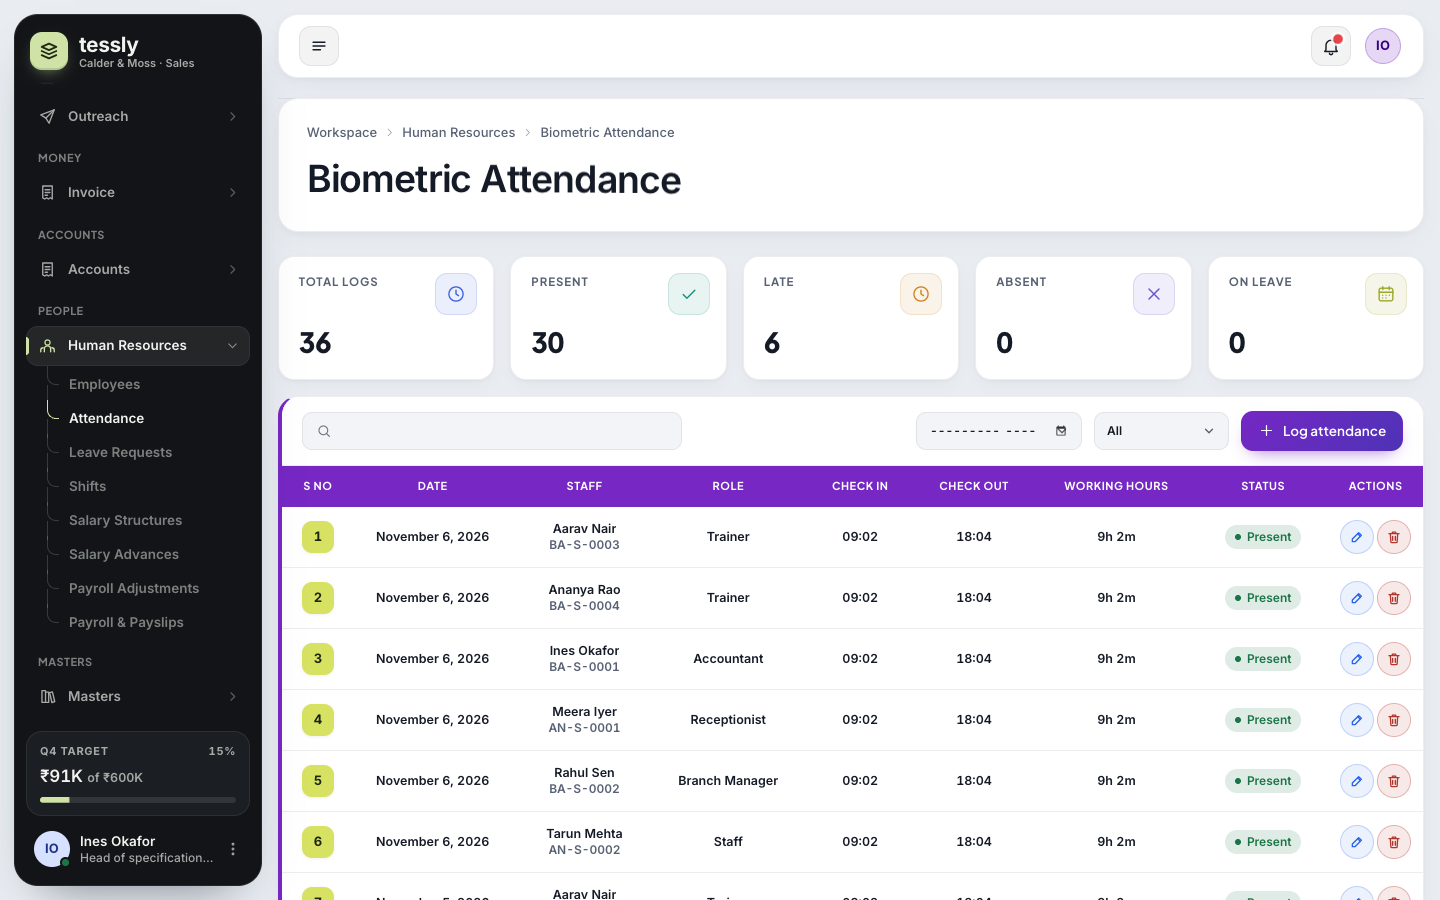 tessly
Calder & Moss · Sales
Outreach
MONEY
Invoice
ACCOUNTS
Accounts
PEOPLE
Human Resources
Employees
Attendance
Leave Requests
Shifts
Salary Structures
Salary Advances
Payroll Adjustments
Payroll & Payslips
MASTERS
Masters
Q4 TARGET 15%
₹91K of ₹600K
IO Ines Okafor
Head of specification...
IO
Workspace > Human Resources > Biometric Attendance
Biometric Attendance
TOTAL LOGS PRESENT LATE ABSENT ON LEAVE
36 30 6 0 0
--------- ---- All + Log attendance
S NO DATE STAFF ROLE CHECK IN CHECK OUT WORKING HOURS STATUS ACTIONS
1 November 6, 2026 Aarav Nair BA-S-0003 Trainer 09:02 18:04 9h 2m Present
2 November 6, 2026 Ananya Rao BA-S-0004 Trainer 09:02 18:04 9h 2m Present
3 November 6, 2026 Ines Okafor BA-S-0001 Accountant 09:02 18:04 9h 2m Present
4 November 6, 2026 Meera Iyer AN-S-0001 Receptionist 09:02 18:04 9h 2m Present
5 November 6, 2026 Rahul Sen BA-S-0002 Branch Manager 09:02 18:04 9h 2m Present
6 November 6, 2026 Tarun Mehta AN-S-0002 Staff 09:02 18:04 9h 2m Present
Aarav Nair